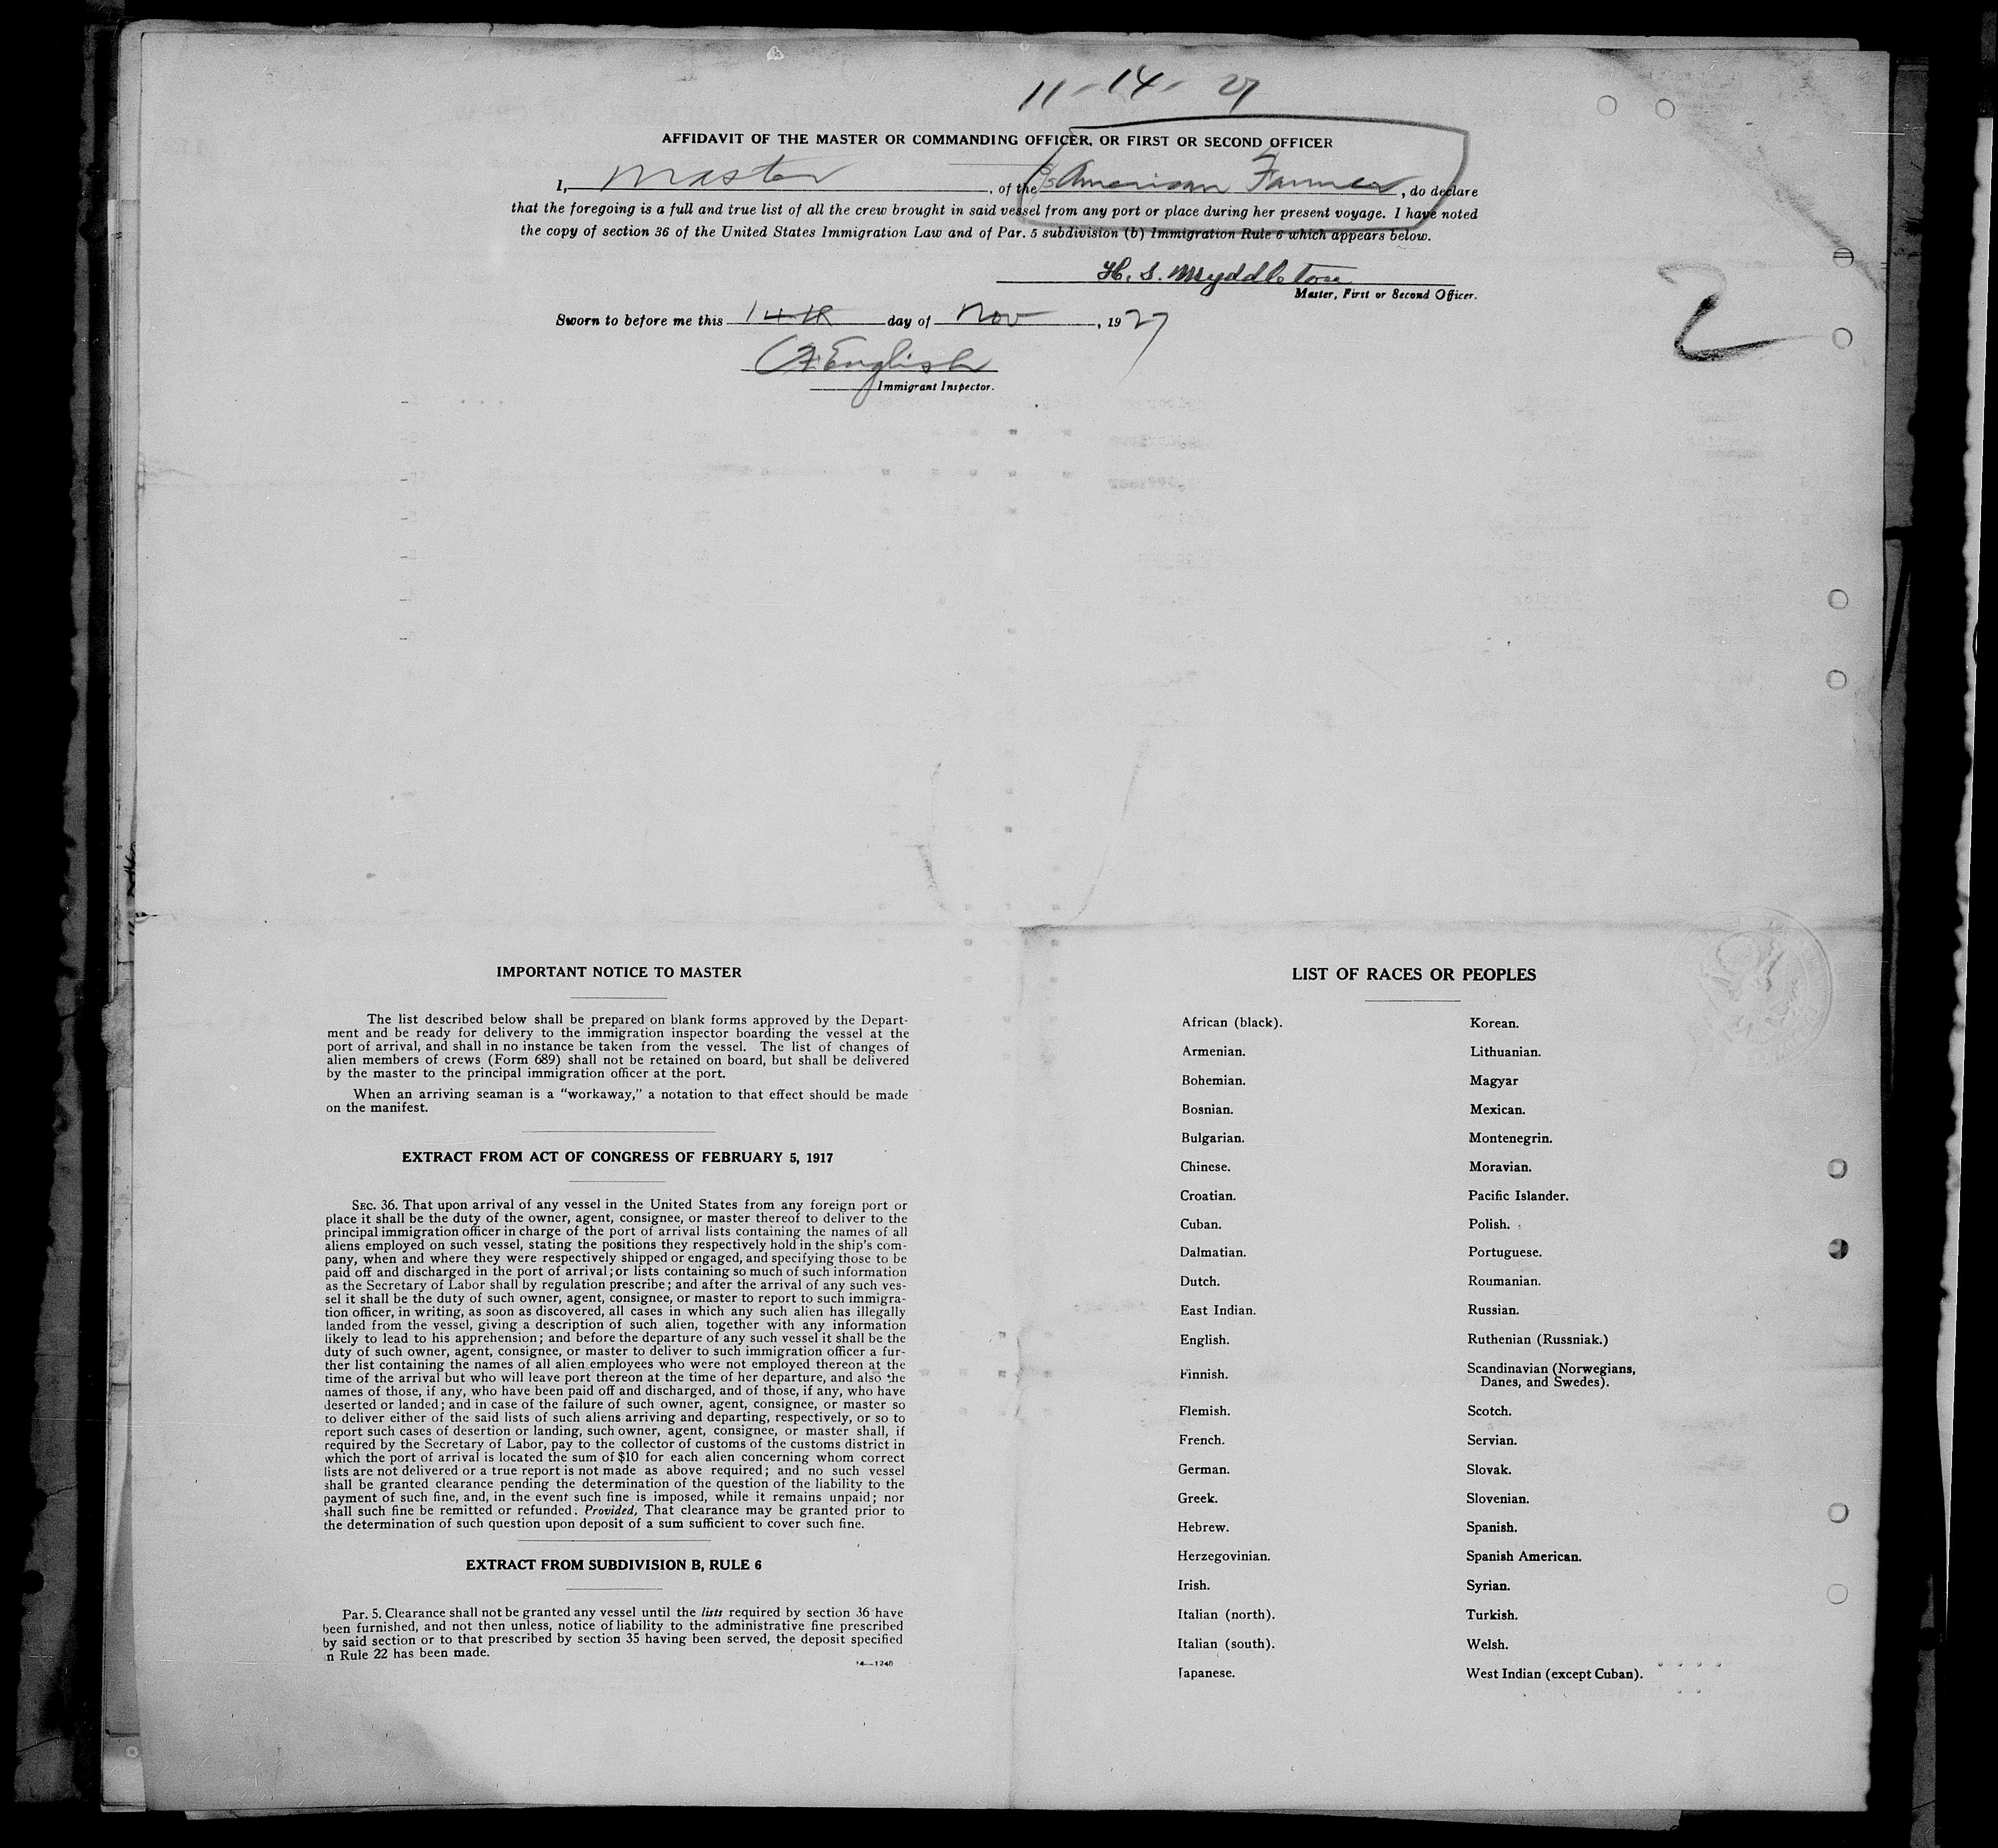 11-14-27
AFFIDAVIT OF THE MASTER OR COMMANDING OFFICER, OR FIRST OR SECOND OFFICER
I, Master, of the S/S American Farmer, do declare
that the foregoing is a full and true list of all the crew brought in said vessel from any port or place during her present voyage. I have noted
the copy of section 36 of the United States Immigration Law and of Par. 5 subdivision (b) Immigration Rule 6 which appears below.
H. S. Myddleton
Master, First or Second Officer.
2
Sworn to before me this 14th day of Nov, 1927
English
Immigrant Inspector.
IMPORTANT NOTICE TO MASTER
The list described below shall be prepared on blank forms approved by the Depart-
ment and be ready for delivery to the immigration inspector boarding the vessel at the
port of arrival, and shall in no instance be taken from the vessel. The list of changes of
alien members of crews (Form 689) shall not be retained on board, but shall be delivered
by the master to the principal immigration officer at the port.
When an arriving seaman is a "workaway," a notation to that effect should be made
on the manifest.
EXTRACT FROM ACT OF CONGRESS OF FEBRUARY 5, 1917
SEC. 36. That upon arrival of any vessel in the United States from any foreign port or
place it shall be the duty of the owner, agent, consignee, or master thereof to deliver to the
principal immigration officer in charge of the port of arrival lists containing the names of all
aliens employed on such vessel, stating the positions they respectively hold in the ship's com-
pany, when and where they were respectively shipped or engaged, and specifying those to be
paid off and discharged in the port of arrival; or lists containing so much of such information
as the Secretary of Labor shall by regulation prescribe; and after the arrival of any such ves-
sel it shall be the duty of such owner, agent, consignee, or master to report to such immigra-
tion officer, in writing, as soon as discovered, all cases in which any such alien has illegally
landed from the vessel, giving a description of such alien, together with any information
likely to lead to his apprehension; and before the departure of any such vessel it shall be the
duty of such owner, agent, consignee, or master to deliver to such immigration officer a fur-
ther list containing the names of all alien employees who were not employed thereon at the
time of the arrival but who will leave port thereon at the time of her departure, and also the
names of those, if any, who have been paid off and discharged, and of those, if any, who have
deserted or landed; and in case of the failure of such owner, agent, consignee, or master so
to deliver either of the said lists of such aliens arriving and departing, respectively, or so to
report such cases of desertion or landing, such owner, agent, consignee, or master shall, if
required by the Secretary of Labor, pay to the collector of customs of the customs district in
which the port of arrival is located the sum of $10 for each alien concerning whom correct
lists are not delivered or a true report is not made as above required; and no such vessel
shall be granted clearance pending the determination of the question of the liability to the
payment of such fine, and, in the event such fine is imposed, while it remains unpaid; nor
shall such fine be remitted or refunded. Provided, That clearance may be granted prior to
the determination of such question upon deposit of a sum sufficient to cover such fine.
EXTRACT FROM SUBDIVISION B, RULE 6
Par. 5. Clearance shall not be granted any vessel until the lists required by section 36 have
been furnished, and not then unless, notice of liability to the administrative fine prescribed
by said section or to that prescribed by section 35 having been served, the deposit specified
n Rule 22 has been made.
14—1240
LIST OF RACES OR PEOPLES
African (black).
Armenian.
Bohemian.
Bosnian.
Bulgarian.
Chinese.
Croatian.
Cuban.
Dalmatian.
Dutch.
East Indian.
English.
Finnish.
Flemish.
French.
German.
Greek.
Hebrew.
Herzegovinian.
Irish.
Italian (north).
Italian (south).
Japanese.
Korean.
Lithuanian.
Magyar
Mexican.
Montenegrin.
Moravian.
Pacific Islander.
Polish.
Portuguese.
Roumanian.
Russian.
Ruthenian (Russniak.)
Scandinavian (Norwegians,
Danes, and Swedes).
Scotch.
Servian.
Slovak.
Slovenian.
Spanish.
Spanish American.
Syrian.
Turkish.
Welsh.
West Indian (except Cuban).